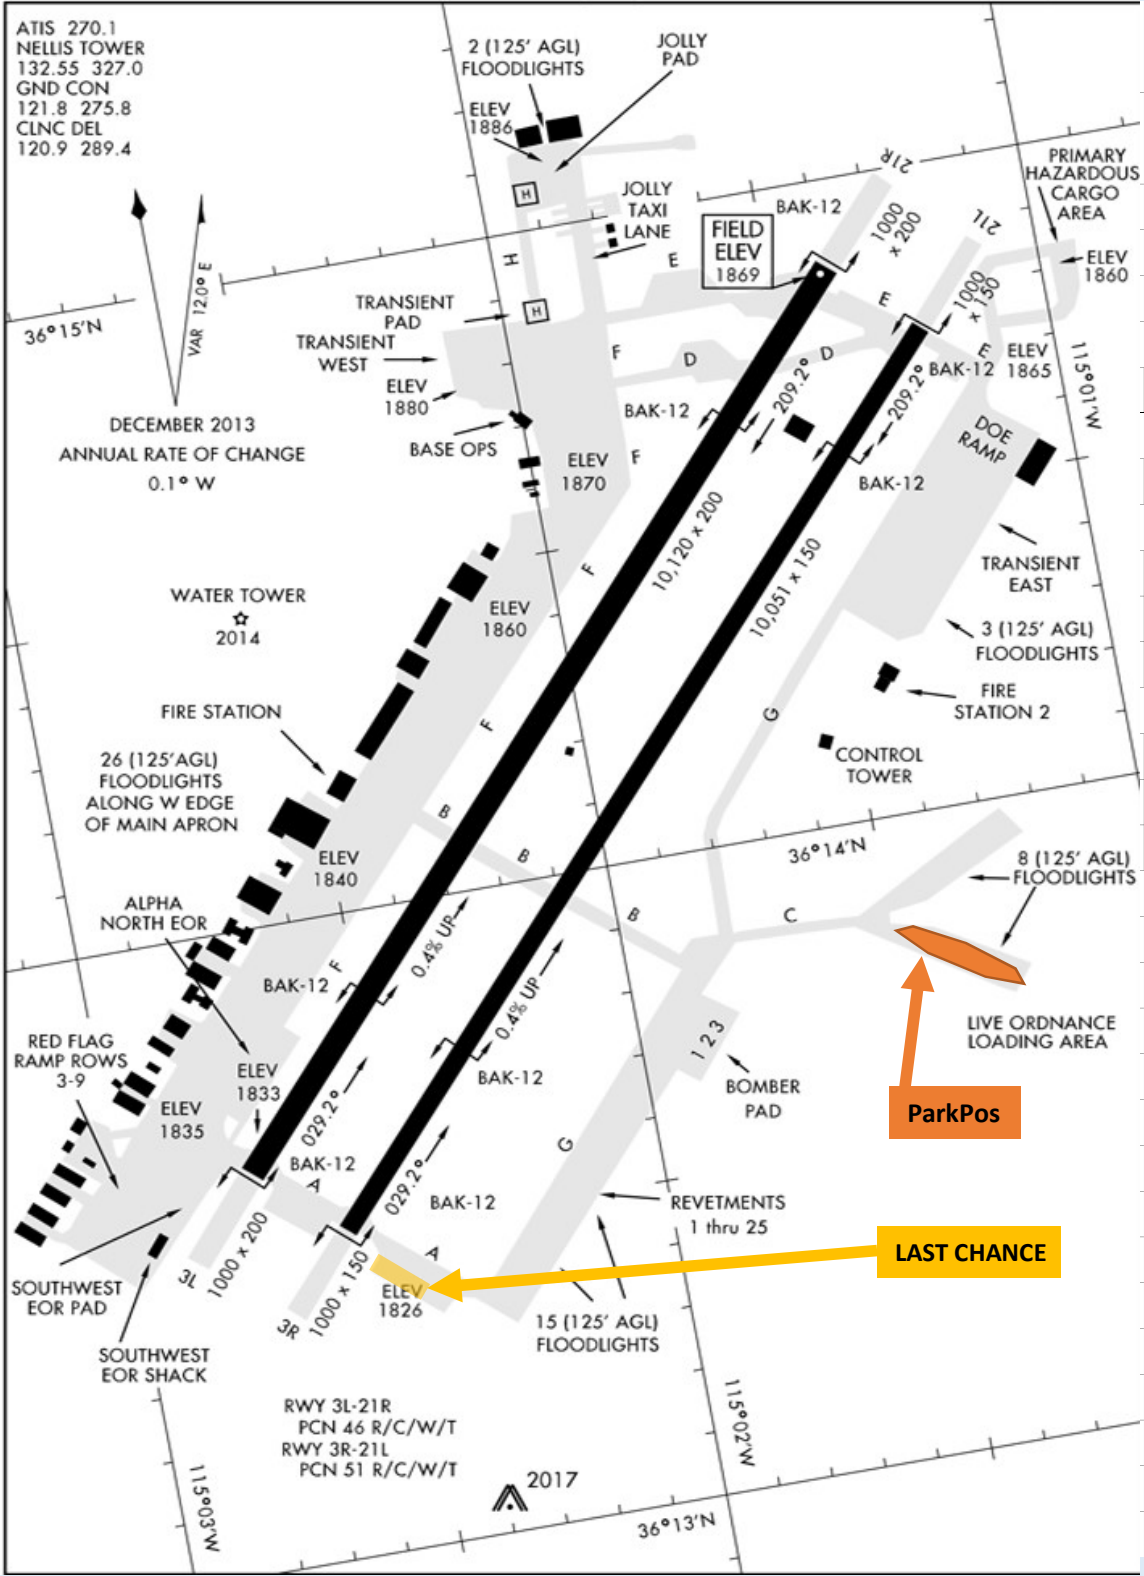 ATIS 270.1
NELLIS TOWER
132.55 327.0
GND CON
121.8 275.8
CLNC DEL
120.9 289.4
2 (125' AGL)
FLOODLIGHTS
JOLLY
PAD
ELEV
1886
H
JOLLY
TAXI
LANE
BAK-12
21R
1000
x 200
21L
1000
x 150
PRIMARY
HAZARDOUS
CARGO
AREA
ELEV
1860
FIELD
ELEV
1869
VAR 12.0° E
36°15'N
H
E
E
E
TRANSIENT
PAD
H
TRANSIENT
WEST
ELEV
1880
BASE OPS
F
D
D
BAK-12
209.2°
209.2°
BAK-12
ELEV
1865
115°01'W
DECEMBER 2013
ANNUAL RATE OF CHANGE
0.1° W
ELEV
1870
F
DOE
RAMP
BAK-12
10,120 x 200
10,051 x 150
F
TRANSIENT
EAST
WATER TOWER
2014
ELEV
1860
3 (125' AGL)
FLOODLIGHTS
FIRE
STATION 2
FIRE STATION
F
G
CONTROL
TOWER
26 (125'AGL)
FLOODLIGHTS
ALONG W EDGE
OF MAIN APRON
B
B
B
36°14'N
ELEV
1840
8 (125' AGL)
FLOODLIGHTS
ALPHA
NORTH EOR
C
0.4% UP
0.4% UP
F
BAK-12
RED FLAG
RAMP ROWS
3-9
ELEV
1833
ELEV
1835
1 2 3
LIVE ORDNANCE
LOADING AREA
BAK-12
BOMBER
PAD
ParkPos
029.2°
029.2°
BAK-12
A
BAK-12
G
REVETMENTS
1 thru 25
A
LAST CHANCE
SOUTHWEST
EOR PAD
3L
1000 x 200
3R
1000 x 150
ELEV
1826
15 (125' AGL)
FLOODLIGHTS
SOUTHWEST
EOR SHACK
RWY 3L-21R
PCN 46 R/C/W/T
RWY 3R-21L
PCN 51 R/C/W/T
115°03'W
2017
115°02'W
36°13'N